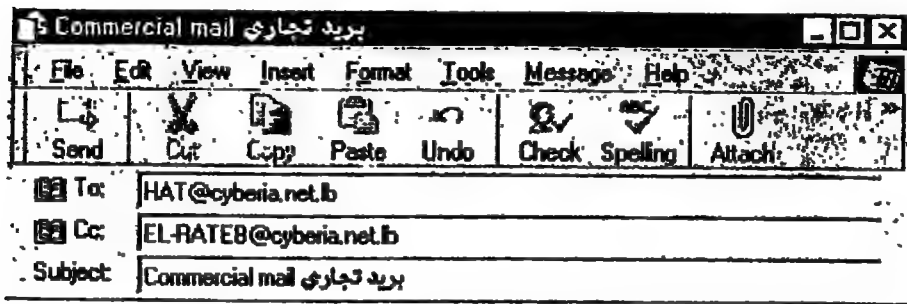 Commercial mail بريد تجاري
File Edit View Insert Format Tools Message Help
Send Cut Copy Paste Undo Check Spelling Attach
To: HAT@cyberia.net.lb
Cc: EL-RATEB@cyberia.net.lb
Subject: Commercial mail بريد تجاري